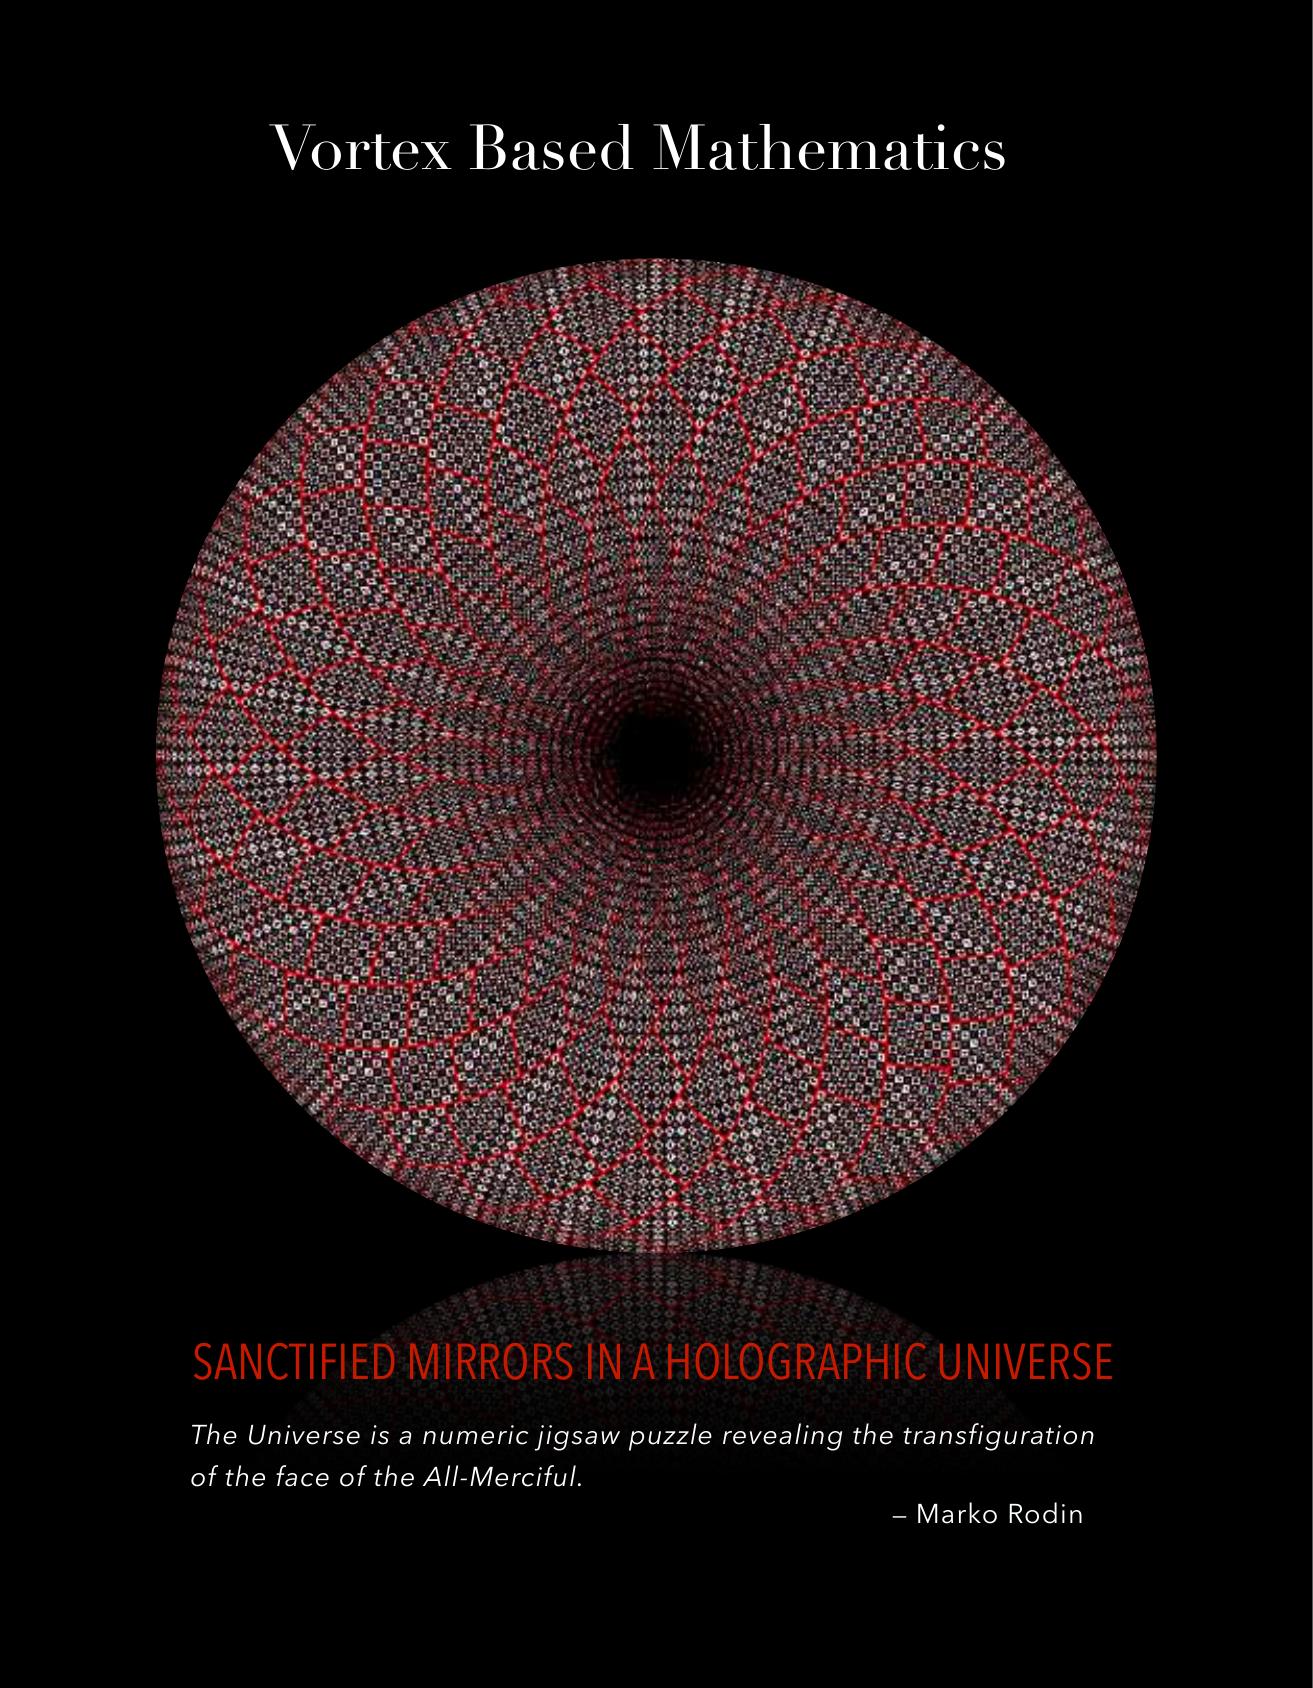 Vortex Based Mathematics
SANCTIFIED MIRRORS IN A HOLOGRAPHIC UNIVERSE
The Universe is a numeric jigsaw puzzle revealing the transfiguration
of the face of the All-Merciful.
– Marko Rodin